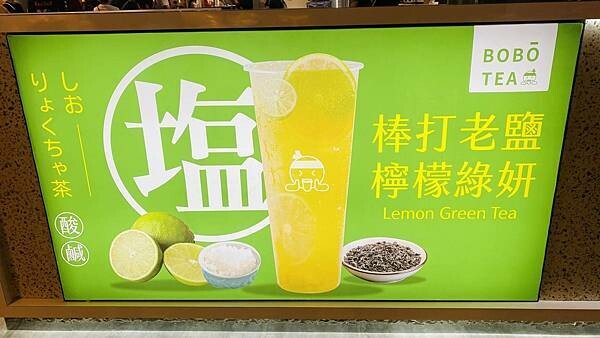 しお
りょくちゃ茶
酸
鹹
塩
BOBŌ
TEA
棒打老鹽
檸檬綠妍
Lemon Green Tea